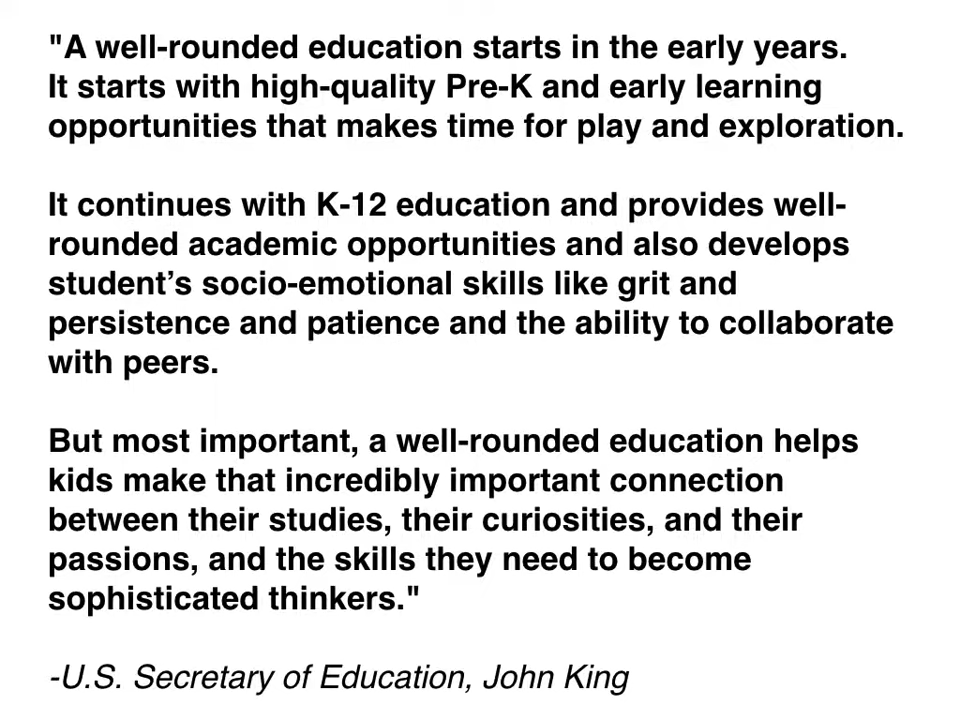 "A well-rounded education starts in the early years.
It starts with high-quality Pre-K and early learning
opportunities that makes time for play and exploration.
It continues with K-12 education and provides well-
rounded academic opportunities and also develops
student’s socio-emotional skills like grit and
persistence and patience and the ability to collaborate
with peers.
But most important, a well-rounded education helps
kids make that incredibly important connection
between their studies, their curiosities, and their
passions, and the skills they need to become
sophisticated thinkers."
-U.S. Secretary of Education, John King